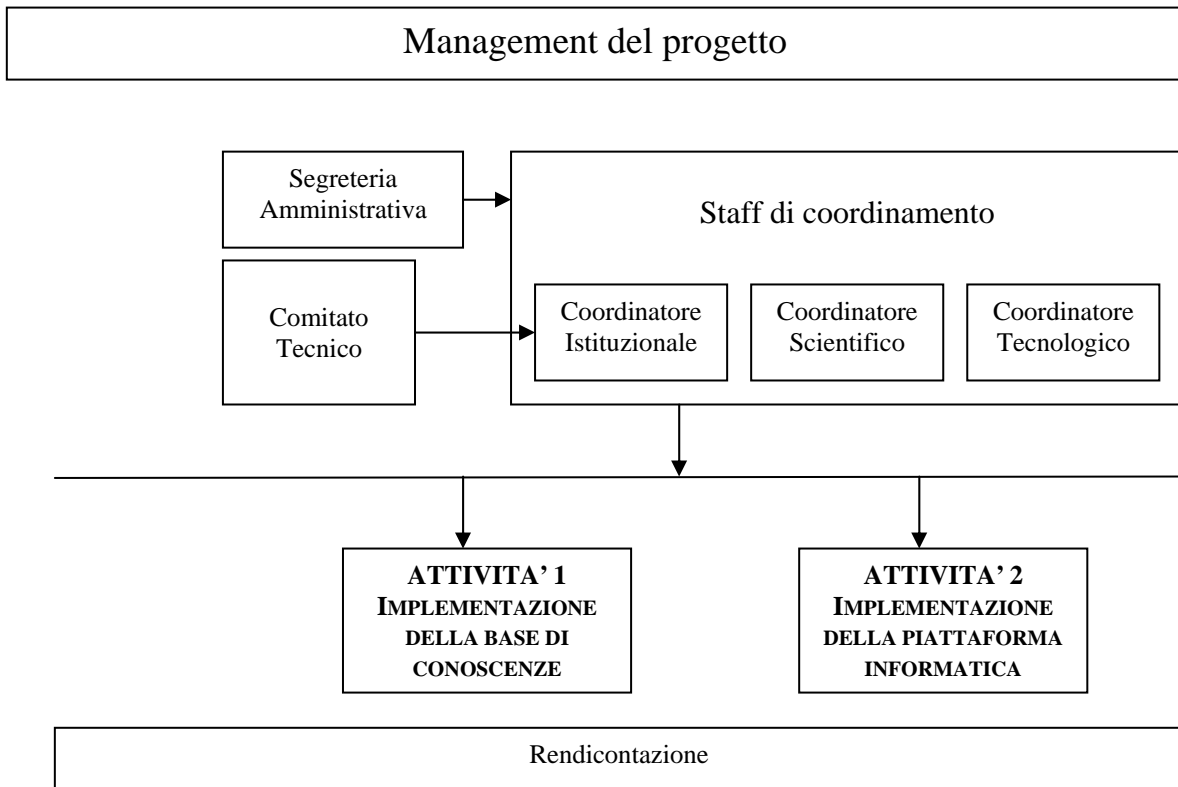 Management del progetto
Segreteria
Amministrativa
Staff di coordinamento
Comitato
Tecnico
Coordinatore
Istituzionale
Coordinatore
Scientifico
Coordinatore
Tecnologico
ATTIVITA’ 1
IMPLEMENTAZIONE
DELLA BASE DI
CONOSCENZE
ATTIVITA’ 2
IMPLEMENTAZIONE
DELLA PIATTAFORMA
INFORMATICA
Rendicontazione